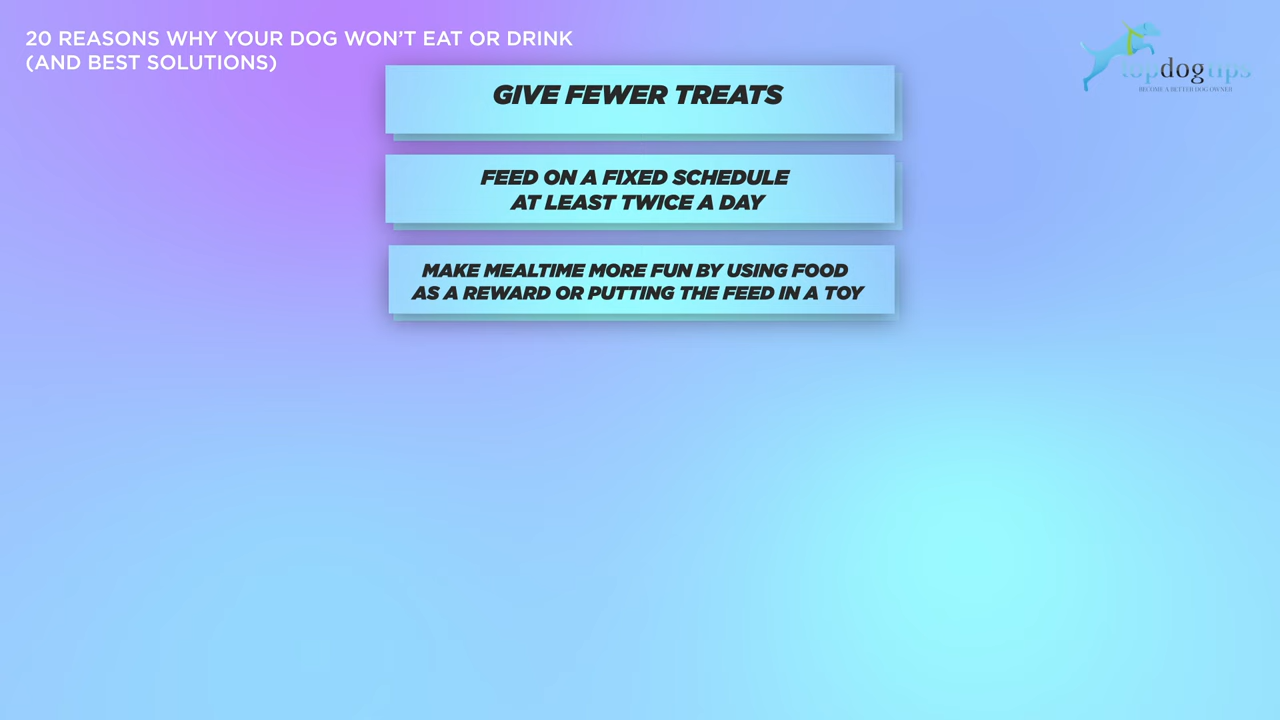 20 REASONS WHY YOUR DOG WON'T EAT OR DRINK
(AND BEST SOLUTIONS)
topdogtips
BECOME A BETTER DOG OWNER
GIVE FEWER TREATS
FEED ON A FIXED SCHEDULE
AT LEAST TWICE A DAY
MAKE MEALTIME MORE FUN BY USING FOOD
AS A REWARD OR PUTTING THE FEED IN A TOY